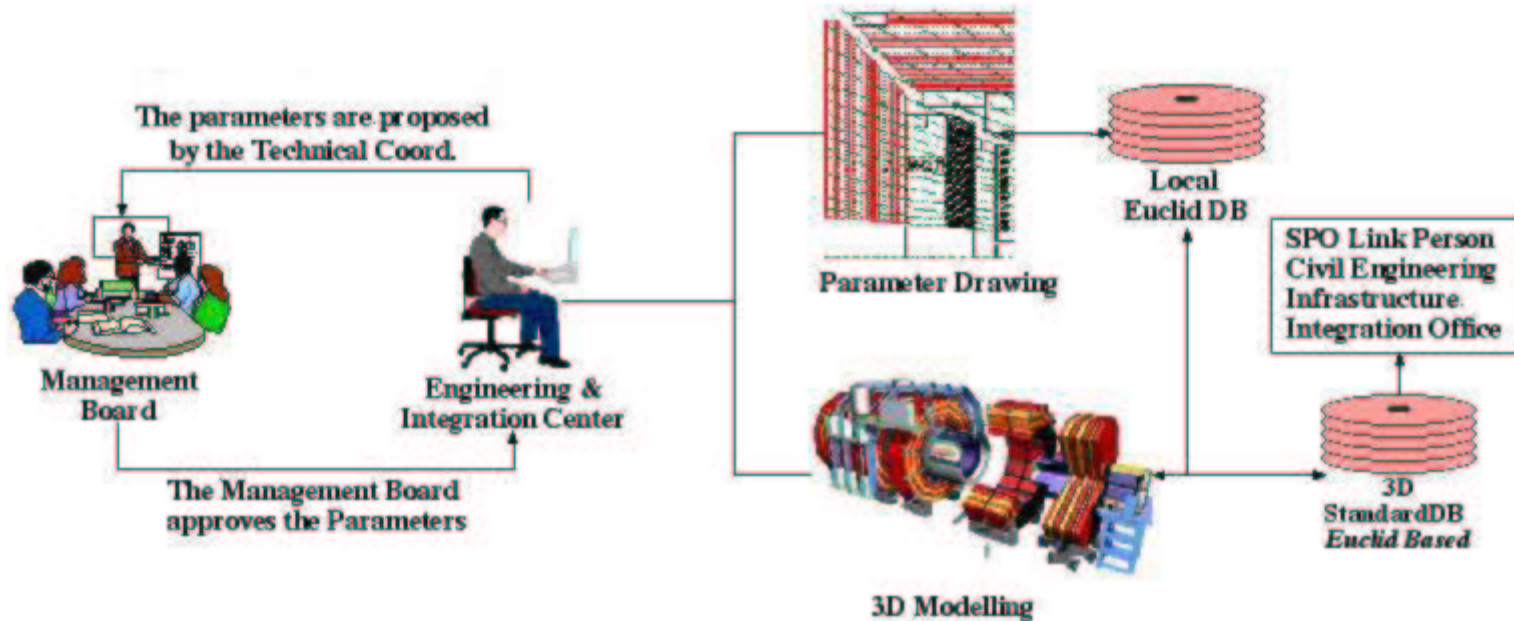 The parameters are proposed
by the Technical Coord.
Management
Board
Engineering &
Integration Center
The Management Board
approves the Parameters
Parameter Drawing
3D Modelling
Local
Euclid DB
SPO Link Person
Civil Engineering
Infrastructure
Integration Office
3D
StandardDB
Euclid Based